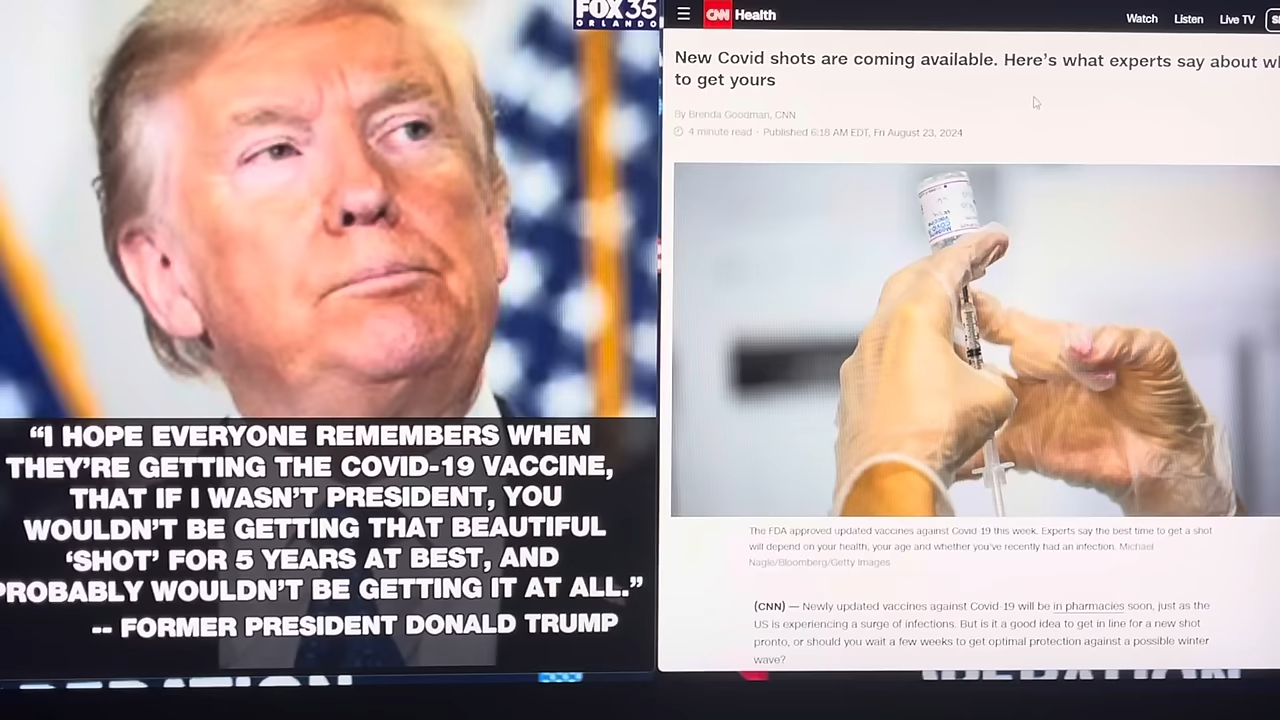 FOX 35
ORLANDO
“I HOPE EVERYONE REMEMBERS WHEN
THEY’RE GETTING THE COVID-19 VACCINE,
THAT IF I WASN’T PRESIDENT, YOU
WOULDN’T BE GETTING THAT BEAUTIFUL
‘SHOT’ FOR 5 YEARS AT BEST, AND
PROBABLY WOULDN’T BE GETTING IT AT ALL.”
-- FORMER PRESIDENT DONALD TRUMP
CNN Health
Watch Listen Live TV
New Covid shots are coming available. Here’s what experts say about
to get yours
By Brenda Goodman, CNN
4 minute read · Published 6:18 AM EDT, Fri August 23, 2024
COVID
The FDA approved updated vaccines against Covid 19 this week. Experts say the best time to get a shot
will depend on your health, your age and whether you’ve recently had an infection. Michael
Nagle/Bloomberg/Getty Images
(CNN) — Newly updated vaccines against Covid-19 will be in pharmacies soon, just as the
US is experiencing a surge of infections. But is it a good idea to get in line for a new shot
pronto, or should you wait a few weeks to get optimal protection against a possible winter
wave?